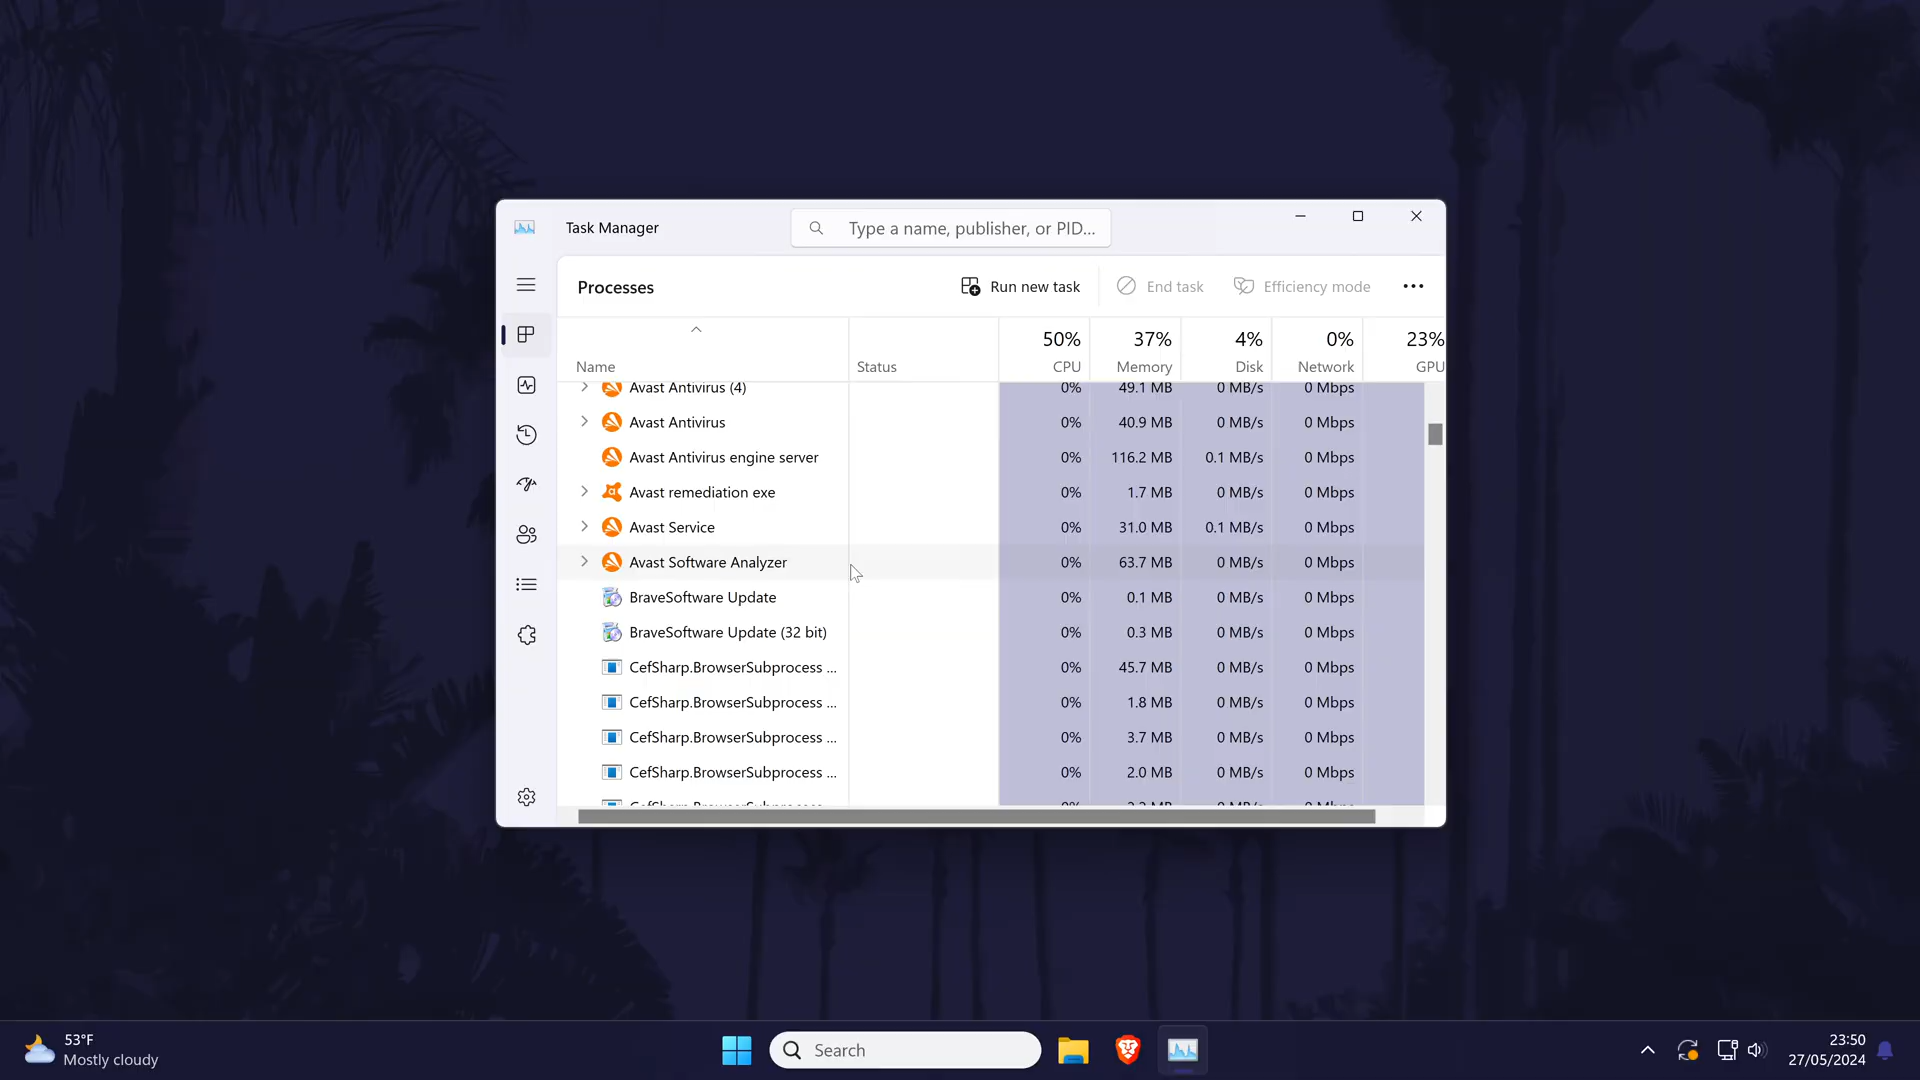 Task Manager
Type a name, publisher, or PID...
Processes
Run new task
End task
Efficiency mode
50% 37% 4% 0% 23%
Name Status CPU Memory Disk Network GPU
Avast Antivirus (4) 0% 49.1 MB 0 MB/s 0 Mbps
Avast Antivirus 0% 40.9 MB 0 MB/s 0 Mbps
Avast Antivirus engine server 0% 116.2 MB 0.1 MB/s 0 Mbps
Avast remediation exe 0% 1.7 MB 0 MB/s 0 Mbps
Avast Service 0% 31.0 MB 0.1 MB/s 0 Mbps
Avast Software Analyzer 0% 63.7 MB 0 MB/s 0 Mbps
BraveSoftware Update 0% 0.1 MB 0 MB/s 0 Mbps
BraveSoftware Update (32 bit) 0% 0.3 MB 0 MB/s 0 Mbps
CefSharp.BrowserSubprocess ... 0% 45.7 MB 0 MB/s 0 Mbps
CefSharp.BrowserSubprocess ... 0% 1.8 MB 0 MB/s 0 Mbps
CefSharp.BrowserSubprocess ... 0% 3.7 MB 0 MB/s 0 Mbps
CefSharp.BrowserSubprocess ... 0% 2.0 MB 0 MB/s 0 Mbps
53°F
Mostly cloudy
Search
23:50
27/05/2024